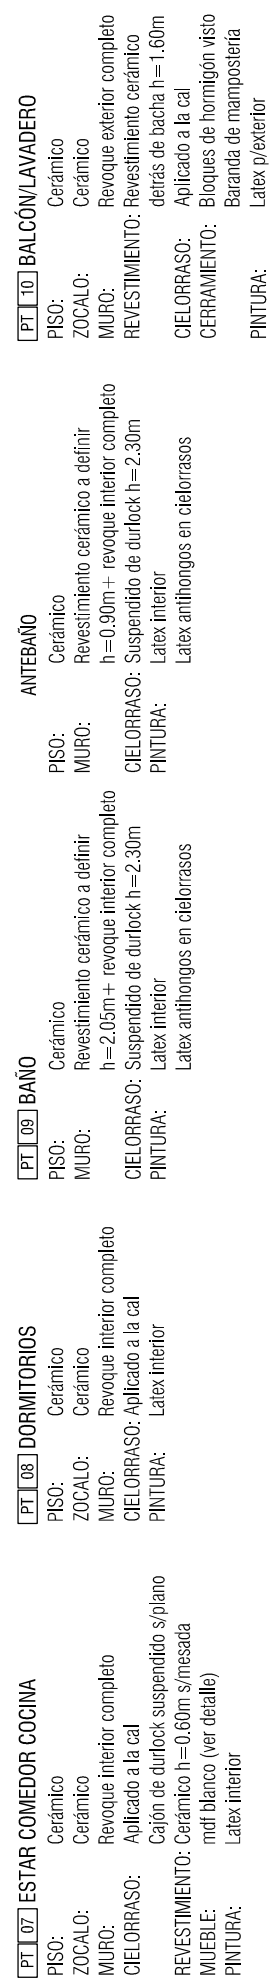 PT 07 ESTAR COMEDOR COCINA
PISO: Cerámico
ZOCALO: Cerámico
MURO: Revoque interior completo
CIELORRASO: Aplicado a la cal
Cajón de durlock suspendido s/plano
REVESTIMIENTO: Cerámico h=0.60m s/mesada
MUEBLE: mdf blanco (ver detalle)
PINTURA: Latex interior
PT 08 DORMITORIOS
PISO: Cerámico
ZOCALO: Cerámico
MURO: Revoque interior completo
CIELORRASO: Aplicado a la cal
PINTURA: Latex interior
PT 09 BAÑO
PISO: Cerámico
MURO: Revestimiento cerámico a definir
h=2.05m+ revoque interior completo
CIELORRASO: Suspendido de durlock h=2.30m
PINTURA: Latex interior
Latex antihongos en cielorrasos
ANTEBAÑO
PISO: Cerámico
MURO: Revestimiento cerámico a definir
h=0.90m+ revoque interior completo
CIELORRASO: Suspendido de durlock h=2.30m
PINTURA: Latex interior
Latex antihongos en cielorrasos
PT 10 BALCÓN/LAVADERO
PISO: Cerámico
ZOCALO: Cerámico
MURO: Revoque exterior completo
REVESTIMIENTO: Revestimiento cerámico
detrás de bacha h=1.60m
CIELORRASO: Aplicado a la cal
CERRAMIENTO: Bloques de hormigón visto
Baranda de mampostería
PINTURA: Latex p/exterior